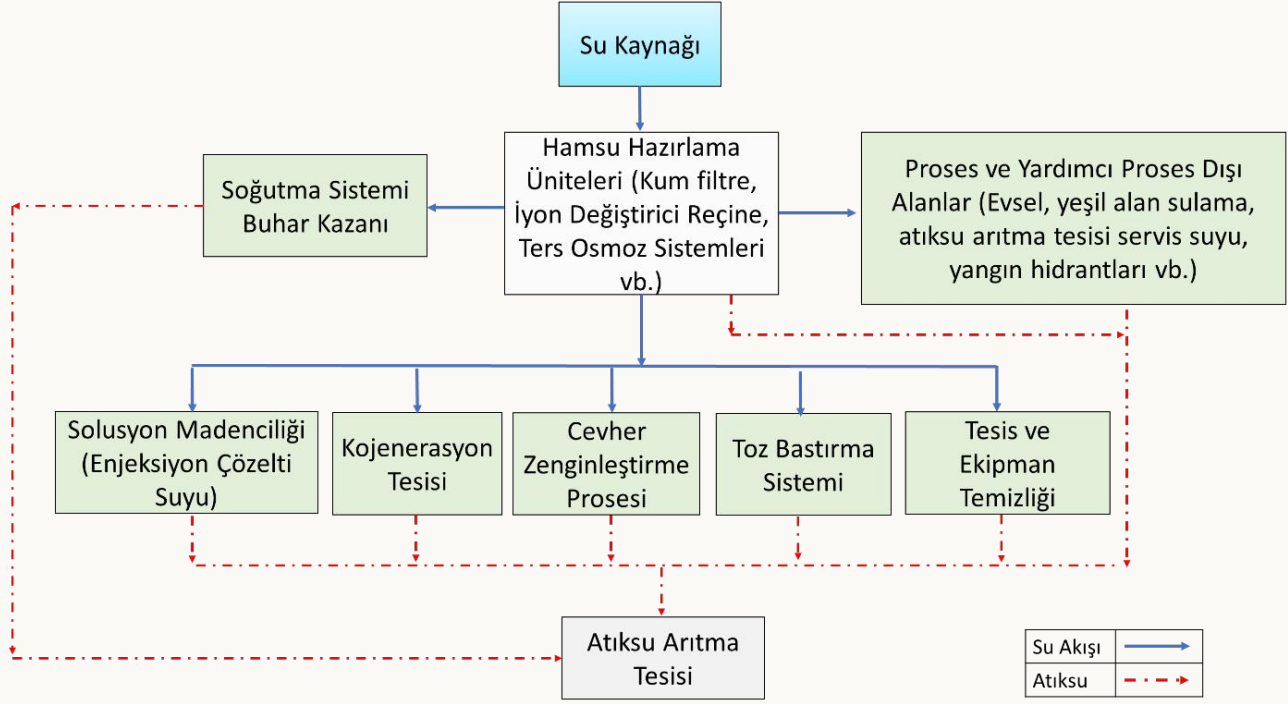 Su Kaynağı
Hamsu Hazırlama
Üniteleri (Kum filtre,
İyon Değiştirici Reçine,
Ters Osmoz Sistemleri
vb.)
Soğutma Sistemi
Buhar Kazanı
Proses ve Yardımcı Proses Dışı
Alanlar (Evsel, yeşil alan sulama,
atıksu arıtma tesisi servis suyu,
yangın hidrantları vb.)
Solusyon Madenciliği
(Enjeksiyon Çözelti
Suyu)
Kojenerasyon
Tesisi
Cevher
Zenginleştirme
Prosesi
Toz Bastırma
Sistemi
Tesis ve
Ekipman
Temizliği
Atıksu Arıtma
Tesisi
Su Akışı
Atıksu